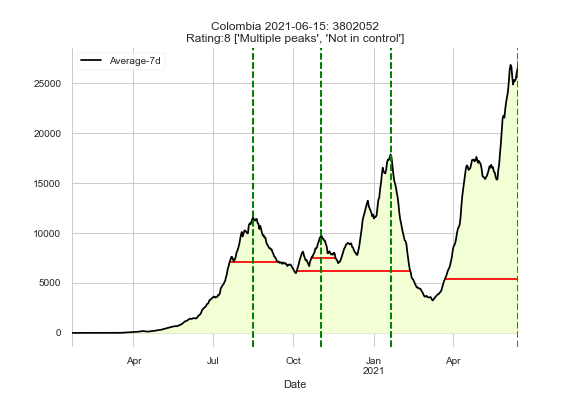 Colombia 2021-06-15: 3802052
Rating:8 ['Multiple peaks', 'Not in control']
Average-7d
25000
20000
15000
10000
5000
0
Apr
Jul
Oct
Jan
2021
Apr
Date